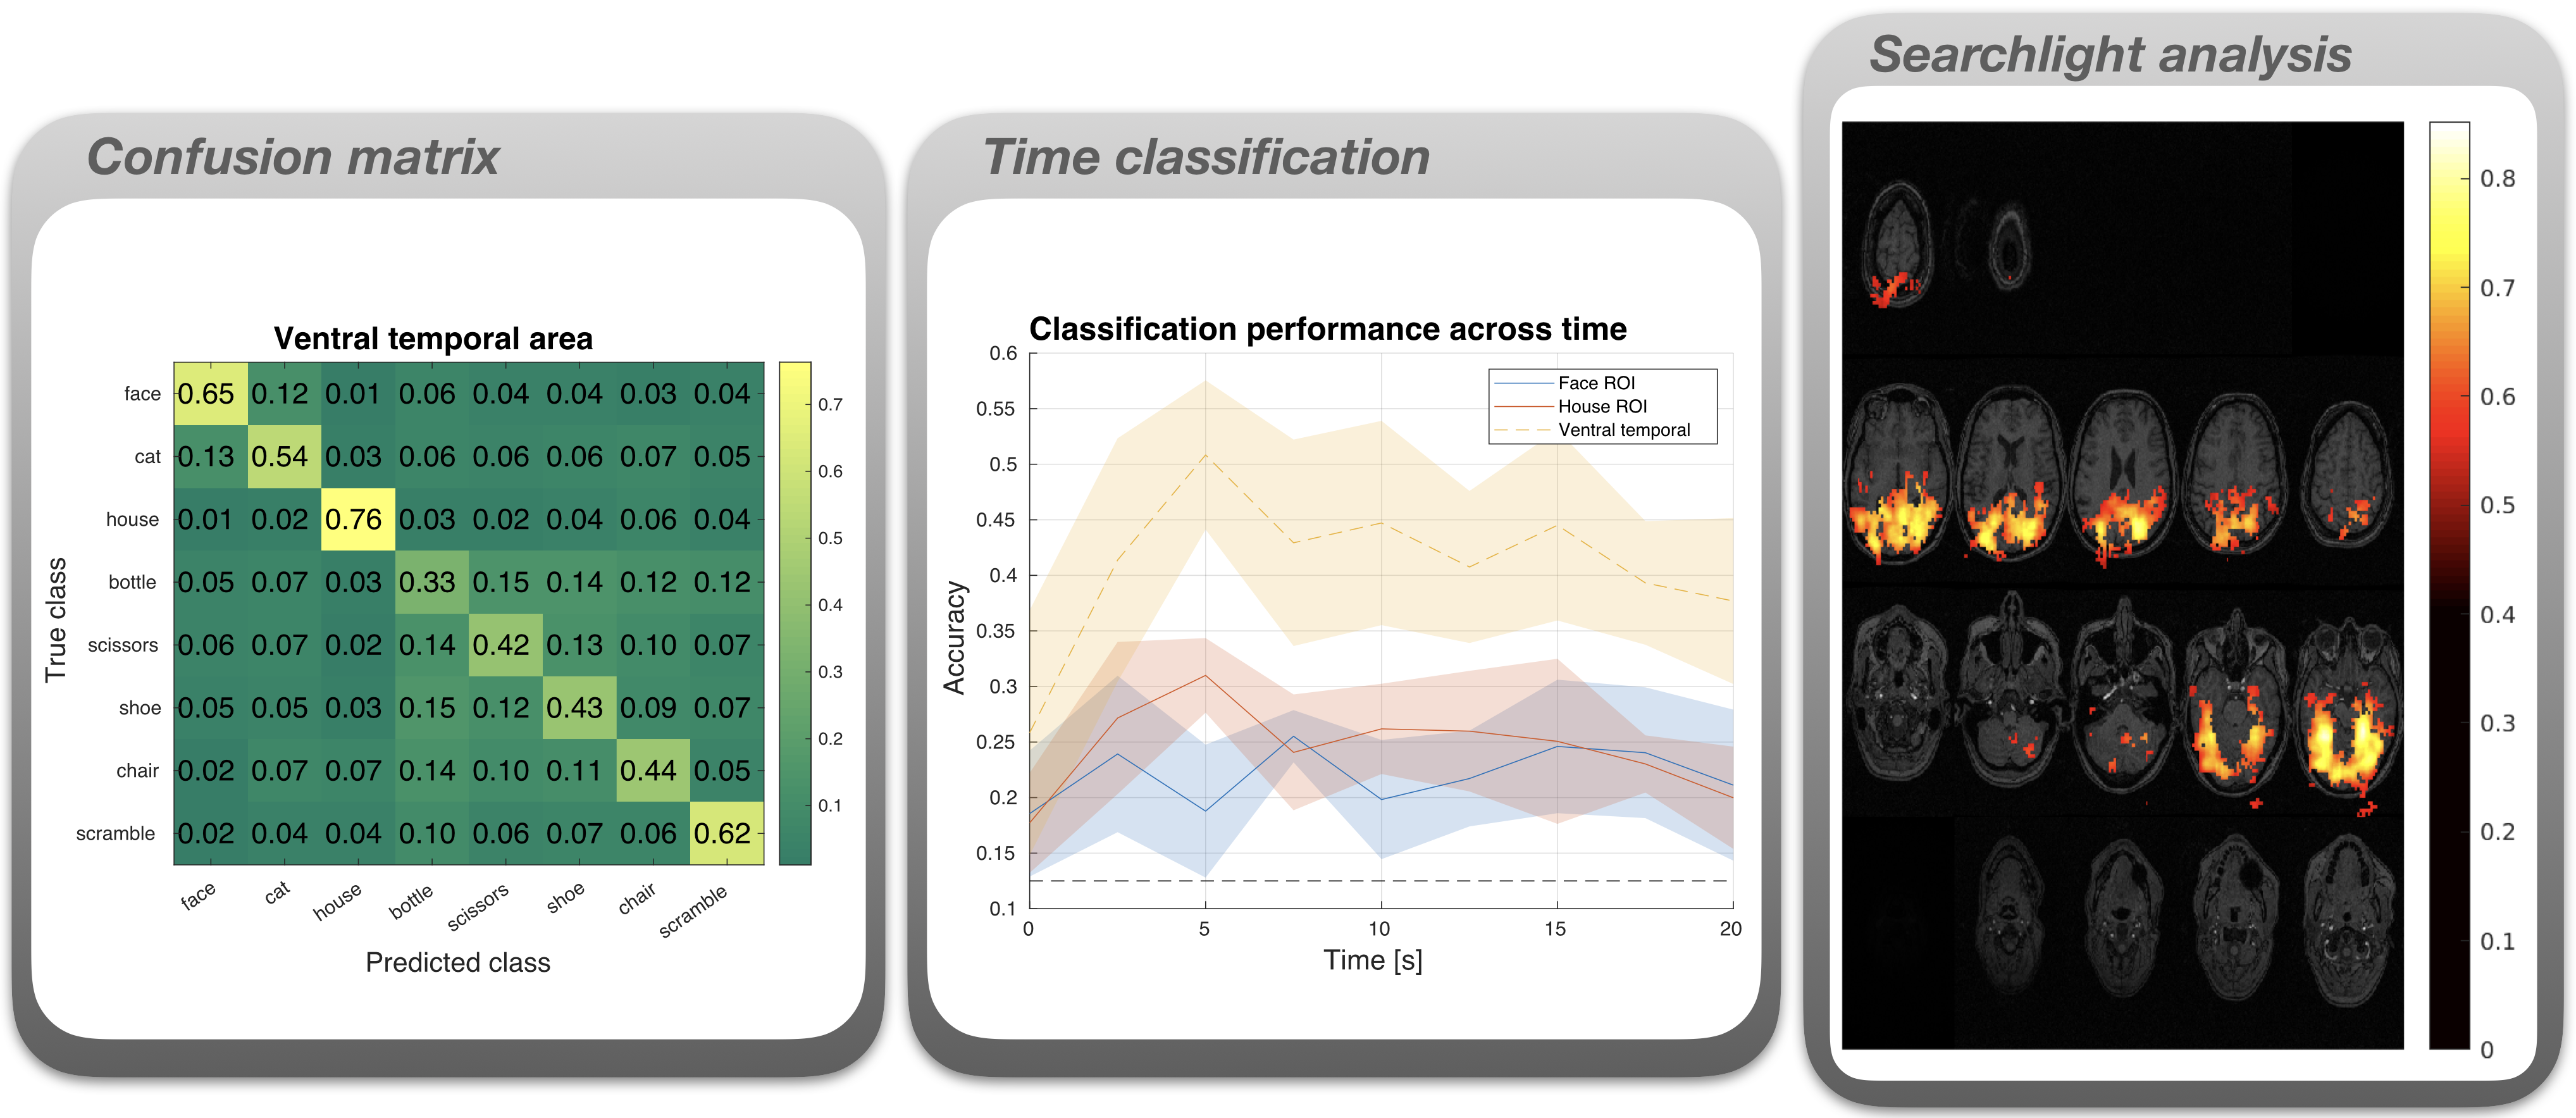 Confusion matrix
Ventral temporal area
True class
face 0.65 0.12 0.01 0.06 0.04 0.04 0.03 0.04
cat 0.13 0.54 0.03 0.06 0.06 0.06 0.07 0.05
house 0.01 0.02 0.76 0.03 0.02 0.04 0.06 0.04
bottle 0.05 0.07 0.03 0.33 0.15 0.14 0.12 0.12
scissors 0.06 0.07 0.02 0.14 0.42 0.13 0.10 0.07
shoe 0.05 0.05 0.03 0.15 0.12 0.43 0.09 0.07
chair 0.02 0.07 0.07 0.14 0.10 0.11 0.44 0.05
scramble 0.02 0.04 0.04 0.10 0.06 0.07 0.06 0.62
face cat house bottle scissors shoe chair scramble
Predicted class
0.7
0.6
0.5
0.4
0.3
0.2
0.1
Time classification
Classification performance across time
Accuracy
0.6
0.55
0.5
0.45
0.4
0.35
0.3
0.25
0.2
0.15
0.1
Face ROI
House ROI
Ventral temporal
0 5 10 15 20
Time [s]
Searchlight analysis
0.8
0.7
0.6
0.5
0.4
0.3
0.2
0.1
0